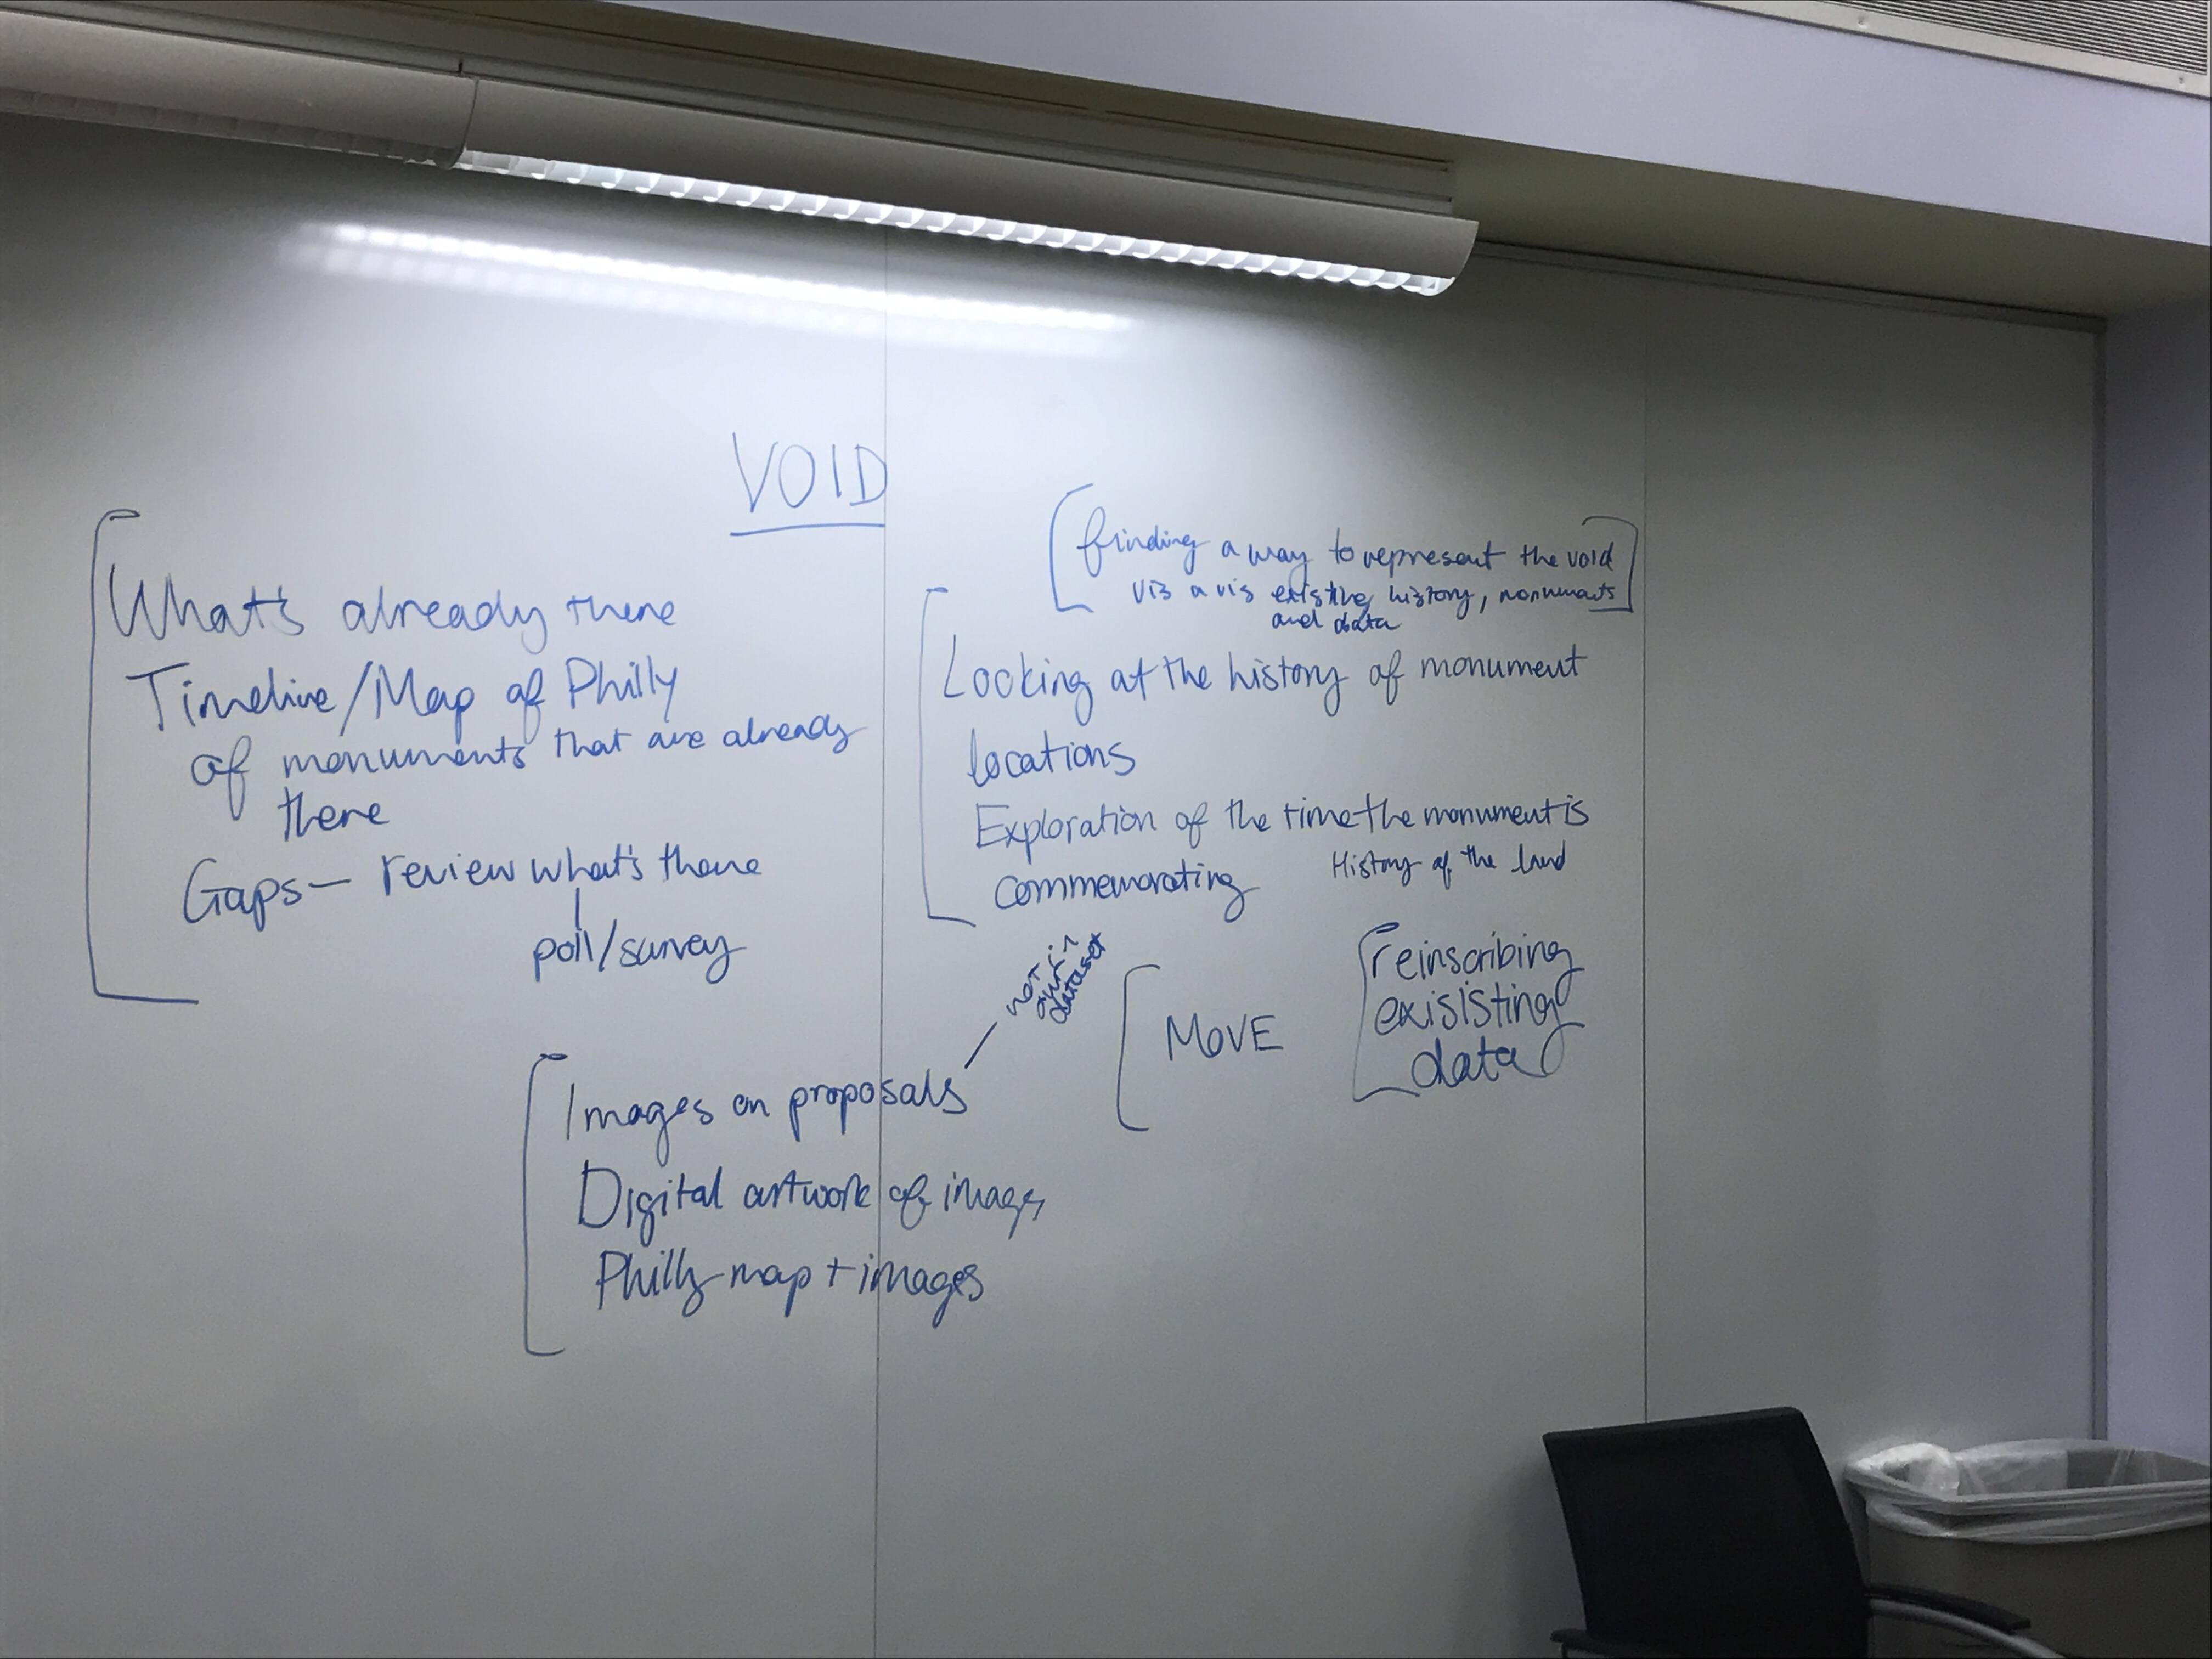 VOID
What's already there
Timeline/Map of Philly
of monuments that are already
there
Gaps — review what's there
poll/survey
finding a way to represent the void
vis a vis existing history, monuments
and data
Looking at the history of monument
locations
Exploration of the time the monument is
commemorating
History of the land
not
in
dataset
MOVE
reinscribing
exisisting
data
Images on proposals
Digital artwork of images
Philly map + images